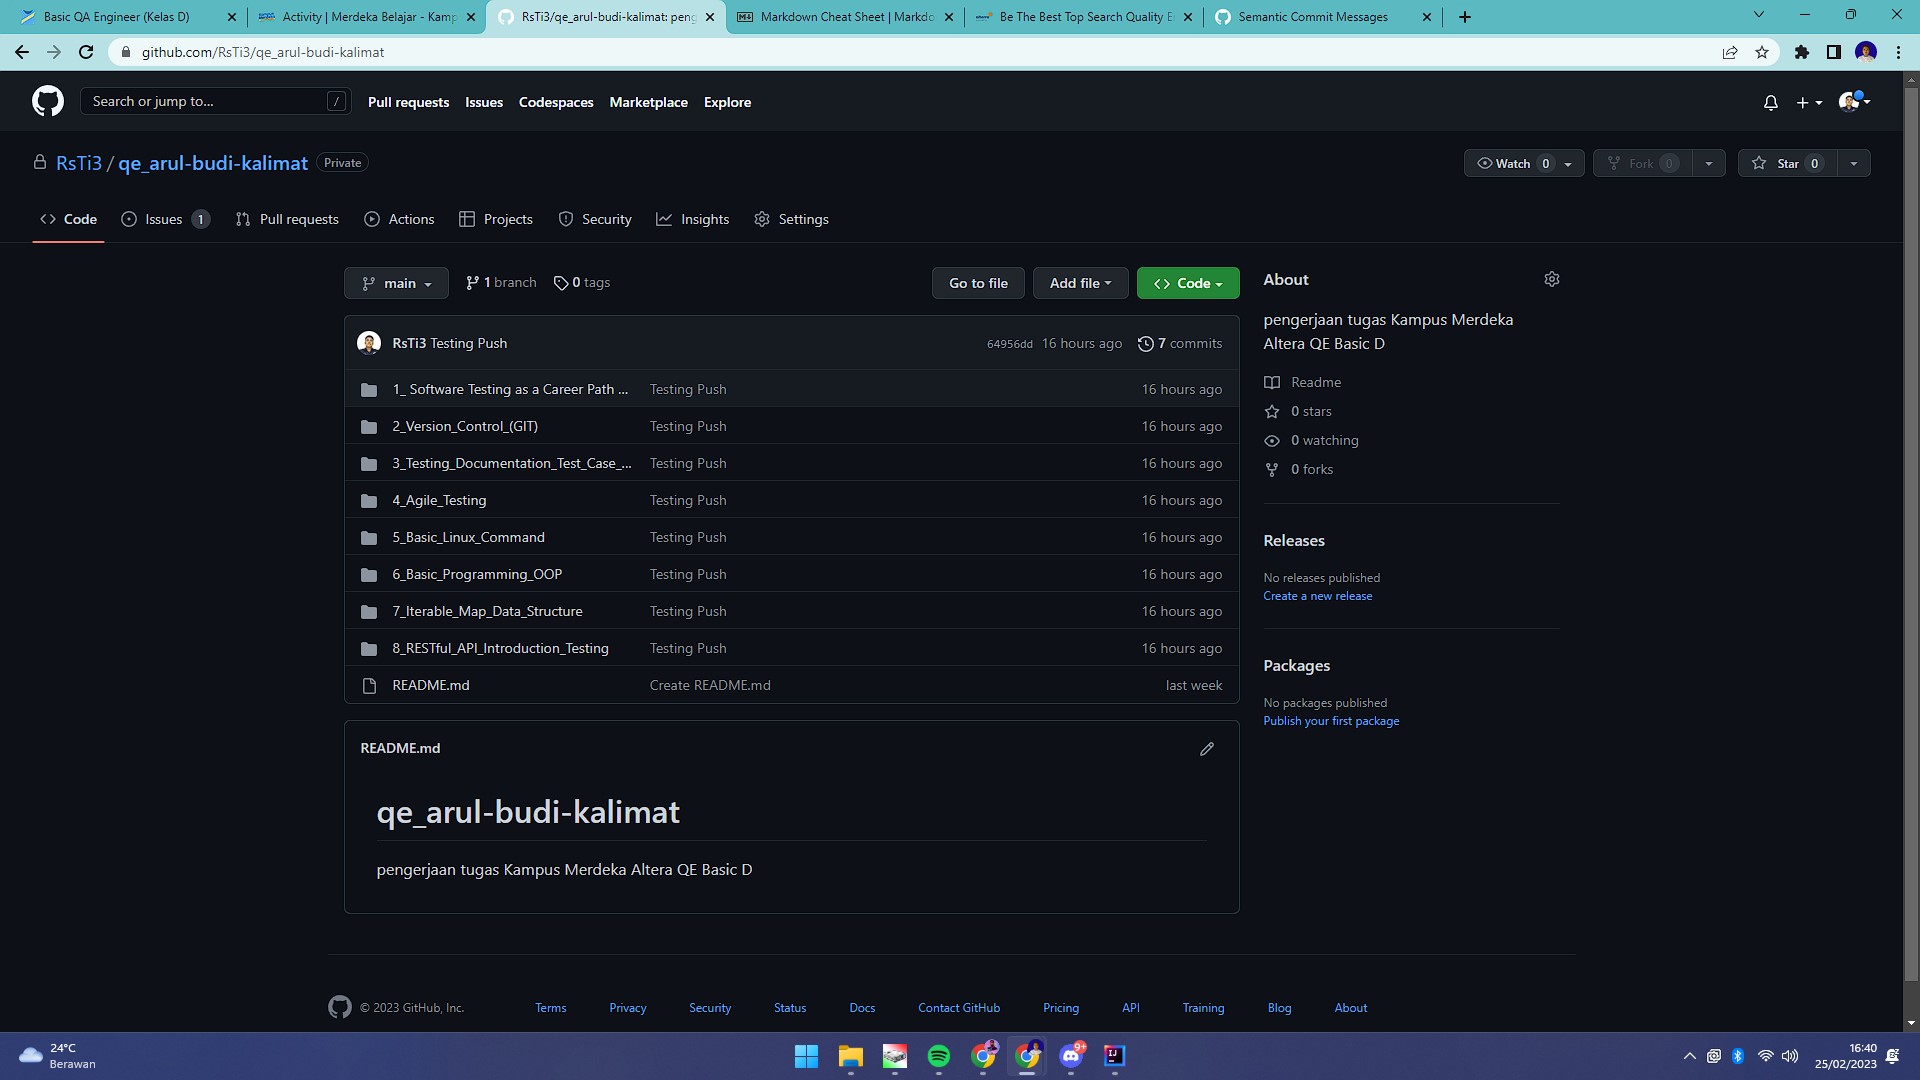 Basic QA Engineer (Kelas D)
Activity | Merdeka Belajar - Kamp
RsTi3/qe_arul-budi-kalimat: peng
Markdown Cheat Sheet | Markdo
Be The Best Top Search Quality E
Semantic Commit Messages
github.com/RsTi3/qe_arul-budi-kalimat
Search or jump to... /
Pull requests Issues Codespaces Marketplace Explore
RsTi3 / qe_arul-budi-kalimat Private
Watch 0 Fork 0 Star 0
Code Issues 1 Pull requests Actions Projects Security Insights Settings
main 1 branch 0 tags Go to file Add file Code
RsTi3 Testing Push 64956dd 16 hours ago 7 commits
1_ Software Testing as a Career Path ... Testing Push 16 hours ago
2_Version_Control_(GIT) Testing Push 16 hours ago
3_Testing_Documentation_Test_Case_... Testing Push 16 hours ago
4_Agile_Testing Testing Push 16 hours ago
5_Basic_Linux_Command Testing Push 16 hours ago
6_Basic_Programming_OOP Testing Push 16 hours ago
7_Iterable_Map_Data_Structure Testing Push 16 hours ago
8_RESTful_API_Introduction_Testing Testing Push 16 hours ago
README.md Create README.md last week
README.md
qe_arul-budi-kalimat
pengerjaan tugas Kampus Merdeka Altera QE Basic D
About
pengerjaan tugas Kampus Merdeka
Altera QE Basic D
Readme
0 stars
0 watching
0 forks
Releases
No releases published
Create a new release
Packages
No packages published
Publish your first package
© 2023 GitHub, Inc. Terms Privacy Security Status Docs Contact GitHub Pricing API Training Blog About
24°C
Berawan
9+
IJ
16:40
25/02/2023